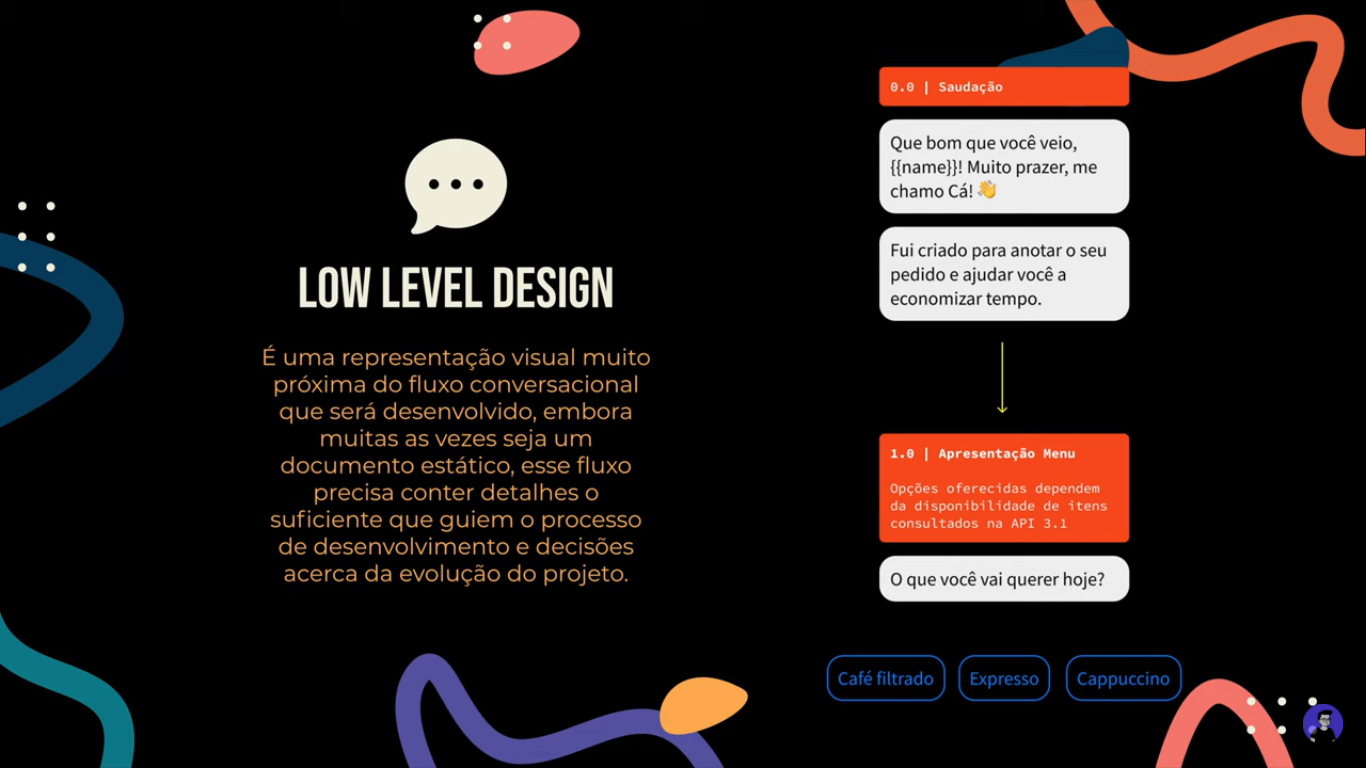 LOW LEVEL DESIGN
É uma representação visual muito
próxima do fluxo conversacional
que será desenvolvido, embora
muitas as vezes seja um
documento estático, esse fluxo
precisa conter detalhes o
suficiente que guiem o processo
de desenvolvimento e decisões
acerca da evolução do projeto.
0.0 | Saudação
Que bom que você veio,
{{name}}! Muito prazer, me
chamo Cá! 👋
Fui criado para anotar o seu
pedido e ajudar você a
economizar tempo.
1.0 | Apresentação Menu
Opções oferecidas dependem
da disponibilidade de itens
consultados na API 3.1
O que você vai querer hoje?
Café filtrado Expresso Cappuccino